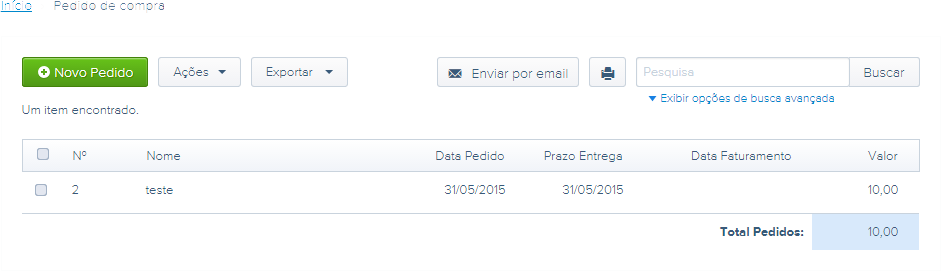 Início Pedido de compra
Novo Pedido Ações Exportar Enviar por email Pesquisa Buscar
Exibir opções de busca avançada
Um item encontrado.
Nº Nome Data Pedido Prazo Entrega Data Faturamento Valor
2 teste 31/05/2015 31/05/2015 10,00
Total Pedidos: 10,00